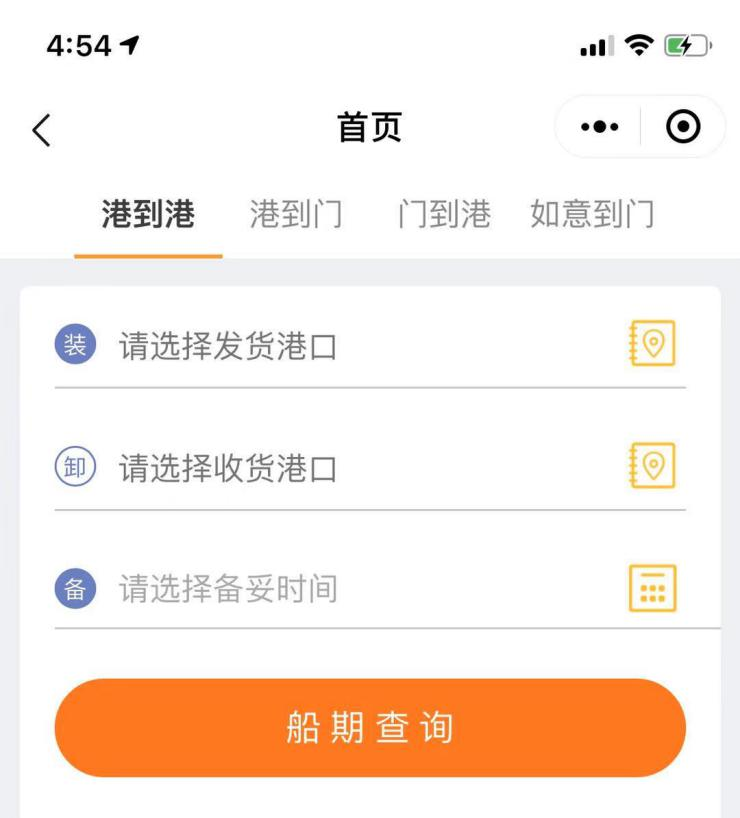 4:54
首页
港到港 港到门 门到港 如意到门
装 请选择发货港口
卸 请选择收货港口
备 请选择备妥时间
船期查询